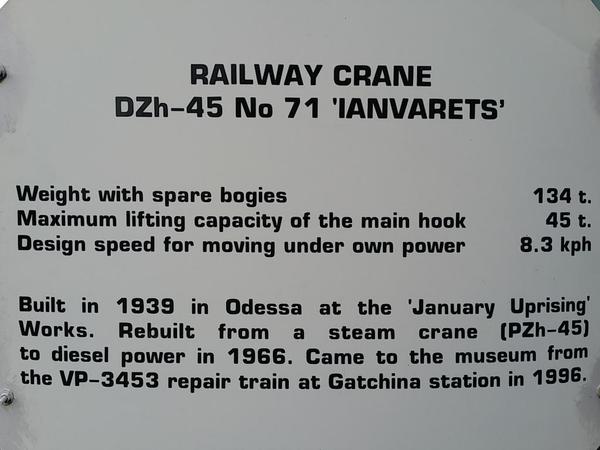 RAILWAY CRANE
DZh-45 No 71 'IANVARETS'
Weight with spare bogies 134 t.
Maximum lifting capacity of the main hook 45 t.
Design speed for moving under own power 8.3 kph
Built in 1939 in Odessa at the 'January Uprising'
Works. Rebuilt from a steam crane (PZh-45)
to diesel power in 1966. Came to the museum from
the VP-3453 repair train at Gatchina station in 1996.